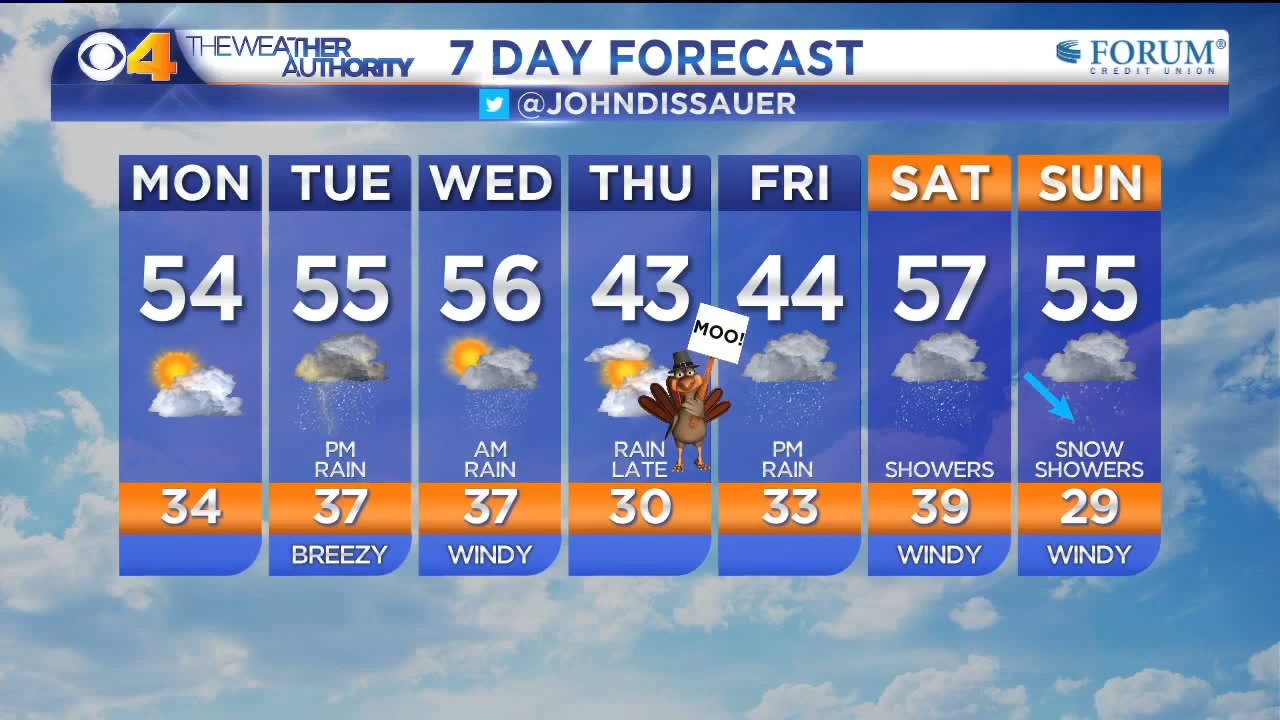 4 THE WEATHER AUTHORITY
7 DAY FORECAST
FORUM®
CREDIT UNION
@JOHNDISSAUER
MON TUE WED THU FRI SAT SUN
54 55 56 43 44 57 55
MOO!
PM RAIN
AM RAIN
RAIN LATE
PM RAIN
SHOWERS
SNOW SHOWERS
34 37 37 30 33 39 29
BREEZY WINDY WINDY WINDY